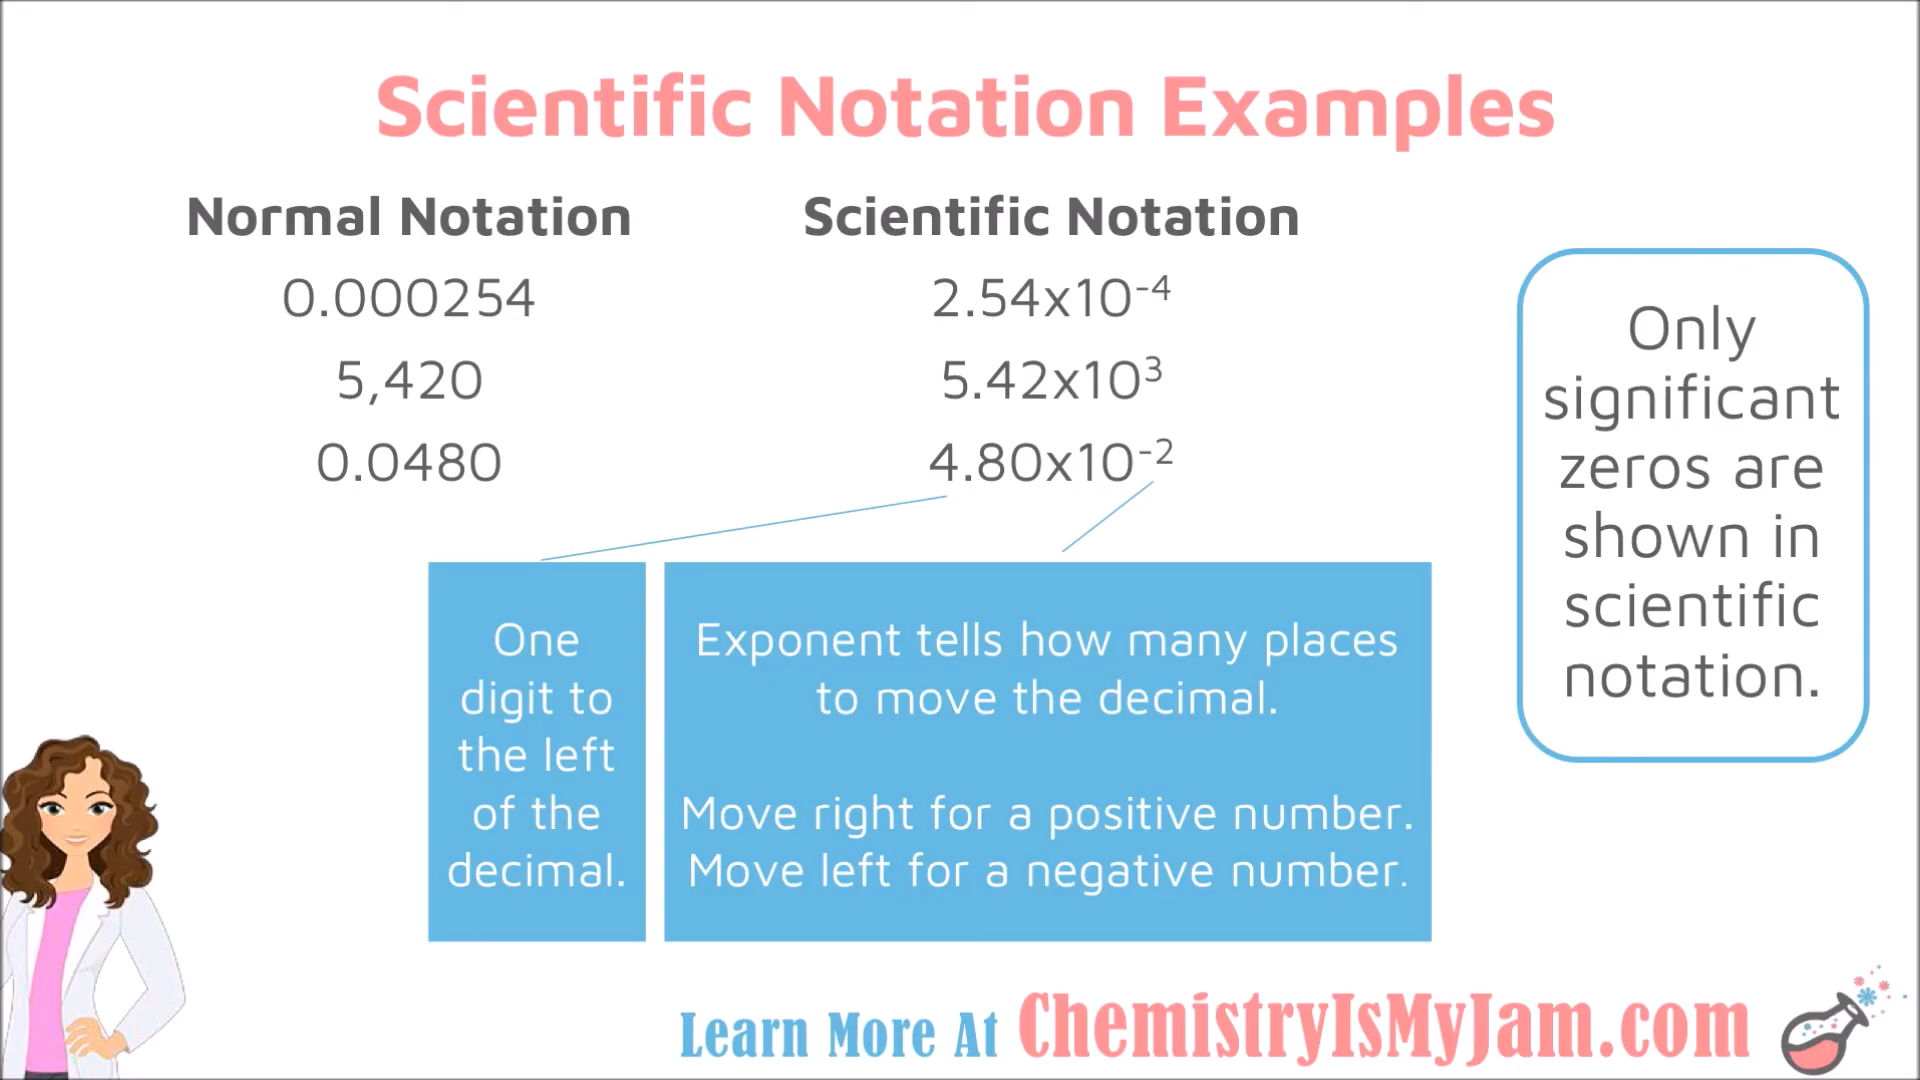 Scientific Notation Examples
Normal Notation
Scientific Notation
0.000254
2.54x10⁻⁴
5,420
5.42x10³
0.0480
4.80x10⁻²
Only
significant
zeros are
shown in
scientific
notation.
One
digit to
the left
of the
decimal.
Exponent tells how many places
to move the decimal.
Move right for a positive number.
Move left for a negative number.
Learn More At ChemistryIsMyJam.com